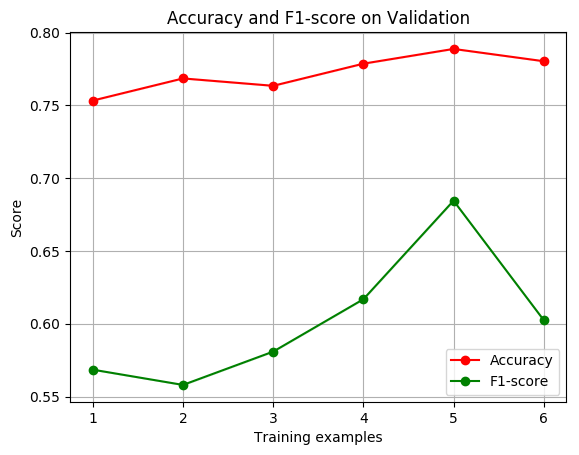 Accuracy and F1-score on Validation
0.80
0.75
0.70
0.65
0.60
0.55
Score
Accuracy
F1-score
1 2 3 4 5 6
Training examples